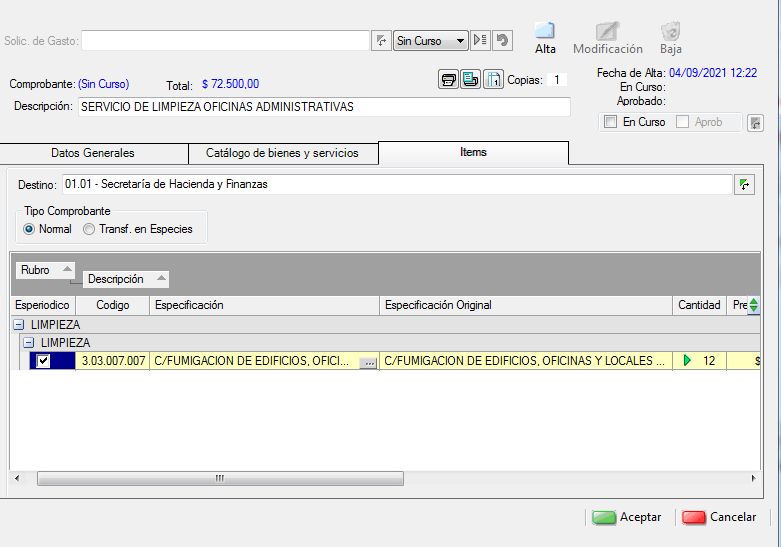 Solic. de Gasto:
Sin Curso
Alta
Modificación
Baja
Comprobante: (Sin Curso)
Total: $ 72.500,00
Copias: 1
Fecha de Alta: 04/09/2021 12:22
En Curso:
Aprobado:
Descripción: SERVICIO DE LIMPIEZA OFICINAS ADMINISTRATIVAS
En Curso
Aprob
Datos Generales
Catálogo de bienes y servicios
Items
Destino: 01.01 - Secretaría de Hacienda y Finanzas
Tipo Comprobante
Normal
Transf. en Especies
Rubro
Descripción
Esperiodico Codigo Especificación Especificación Original Cantidad Pre
LIMPIEZA
LIMPIEZA
3.03.007.007 C/FUMIGACION DE EDIFICIOS, OFICI... ... C/FUMIGACION DE EDIFICIOS, OFICINAS Y LOCALES ... 12 $
Aceptar
Cancelar